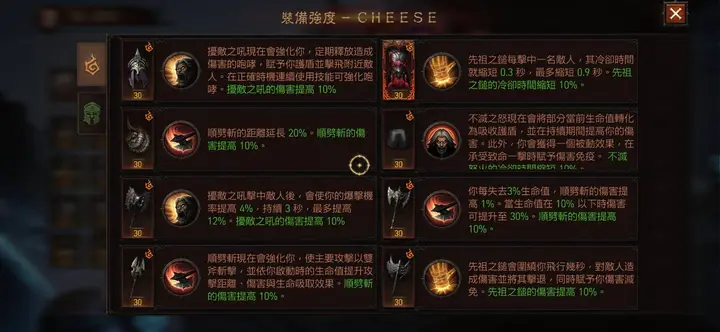 裝備強度 – CHEESE
擾敵之吼現在會強化你，定期釋放造成
傷害的咆哮，賦予你護盾並擊飛附近敵
人。在正確時機連續使用技能可強化咆
哮。擾敵之吼的傷害提高 10%。
30
先祖之鎚每擊中一名敵人，其冷卻時間
就縮短 0.3 秒，最多縮短 0.9 秒。先祖
之鎚的冷卻時間縮短 10%。
30
順劈斬的距離延長 20%。順劈斬的傷
害提高 10%。
30
不滅之怒現在會將部分當前生命值轉化
為吸收護盾，並在持續期間提高你的傷
害。此外，你會獲得一個被動效果，在
承受致命一擊時賦予傷害免疫。 不滅
怒火的冷卻時間縮短 10%。
30
擾敵之吼擊中敵人後，會使你的爆擊機
率提高 4%，持續 3 秒，最多提高
12%。擾敵之吼的傷害提高 10%
30
你每失去3%生命值，順劈斬的傷害提
高 1%。當生命值在 10% 以下時傷害
可提升至 30%。順劈斬的傷害提高
10%。
30
順劈斬現在會強化你，使主要攻擊以雙
斧斬擊，並依你啟動時的生命值提升攻
擊距離、傷害與生命吸取效果。順劈斬
的傷害提高 10%。
30
先祖之鎚會圍繞你飛行幾秒，對敵人造
成傷害並將其擊退，同時賦予你傷害減
免。先祖之鎚的傷害提高 10%。
30